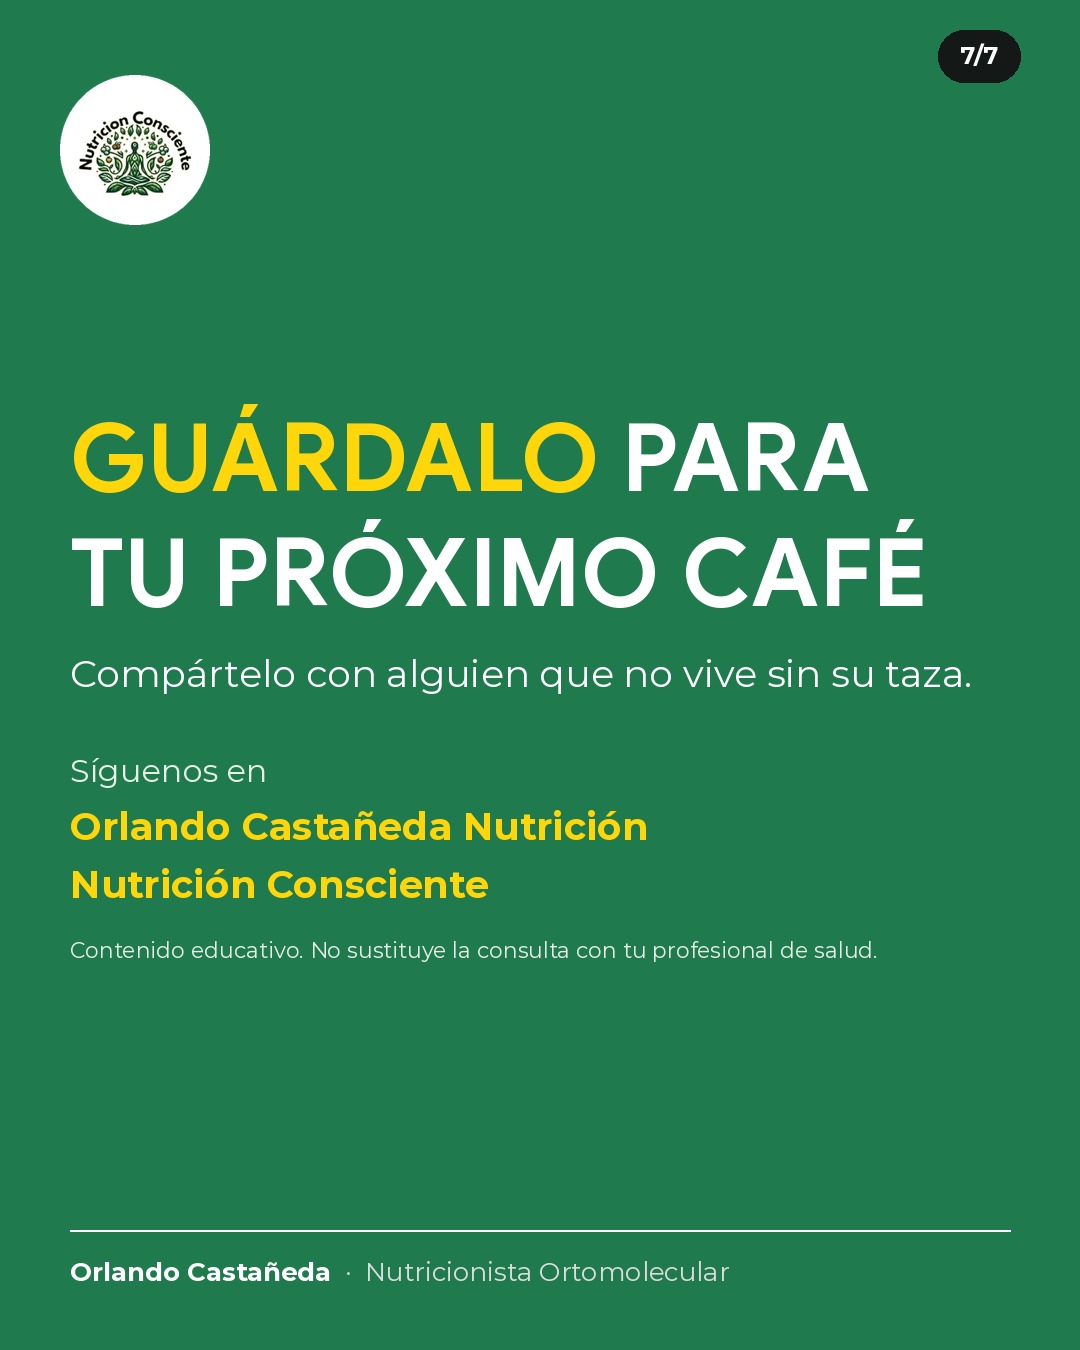 7/7
Nutricion Consciente
GUÁRDALO PARA
TU PRÓXIMO CAFÉ
Compártelo con alguien que no vive sin su taza.
Síguenos en
Orlando Castañeda Nutrición
Nutrición Consciente
Contenido educativo. No sustituye la consulta con tu profesional de salud.
Orlando Castañeda · Nutricionista Ortomolecular